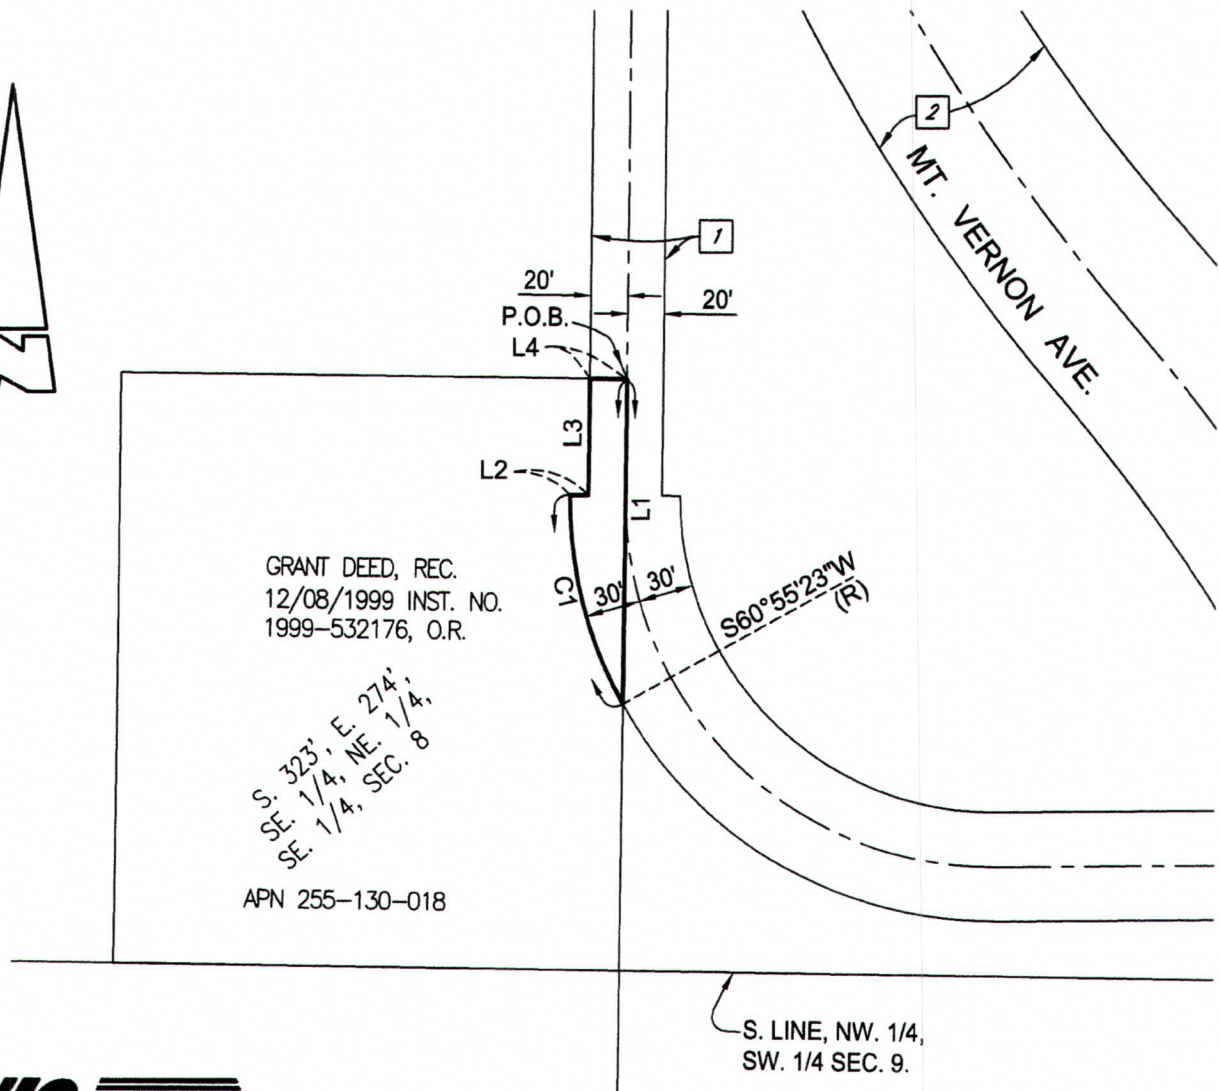 2
MT. VERNON AVE.
1
20'
20'
P.O.B.
L4
L3
L2
L1
GRANT DEED, REC.
12/08/1999 INST. NO.
1999-532176, O.R.
C1
30'
30'
S60°55'23"W
(R)
S. 323', E. 274',
SE. 1/4, NE. 1/4,
SE. 1/4, SEC. 8
APN 255-130-018
S. LINE, NW. 1/4,
SW. 1/4 SEC. 9.